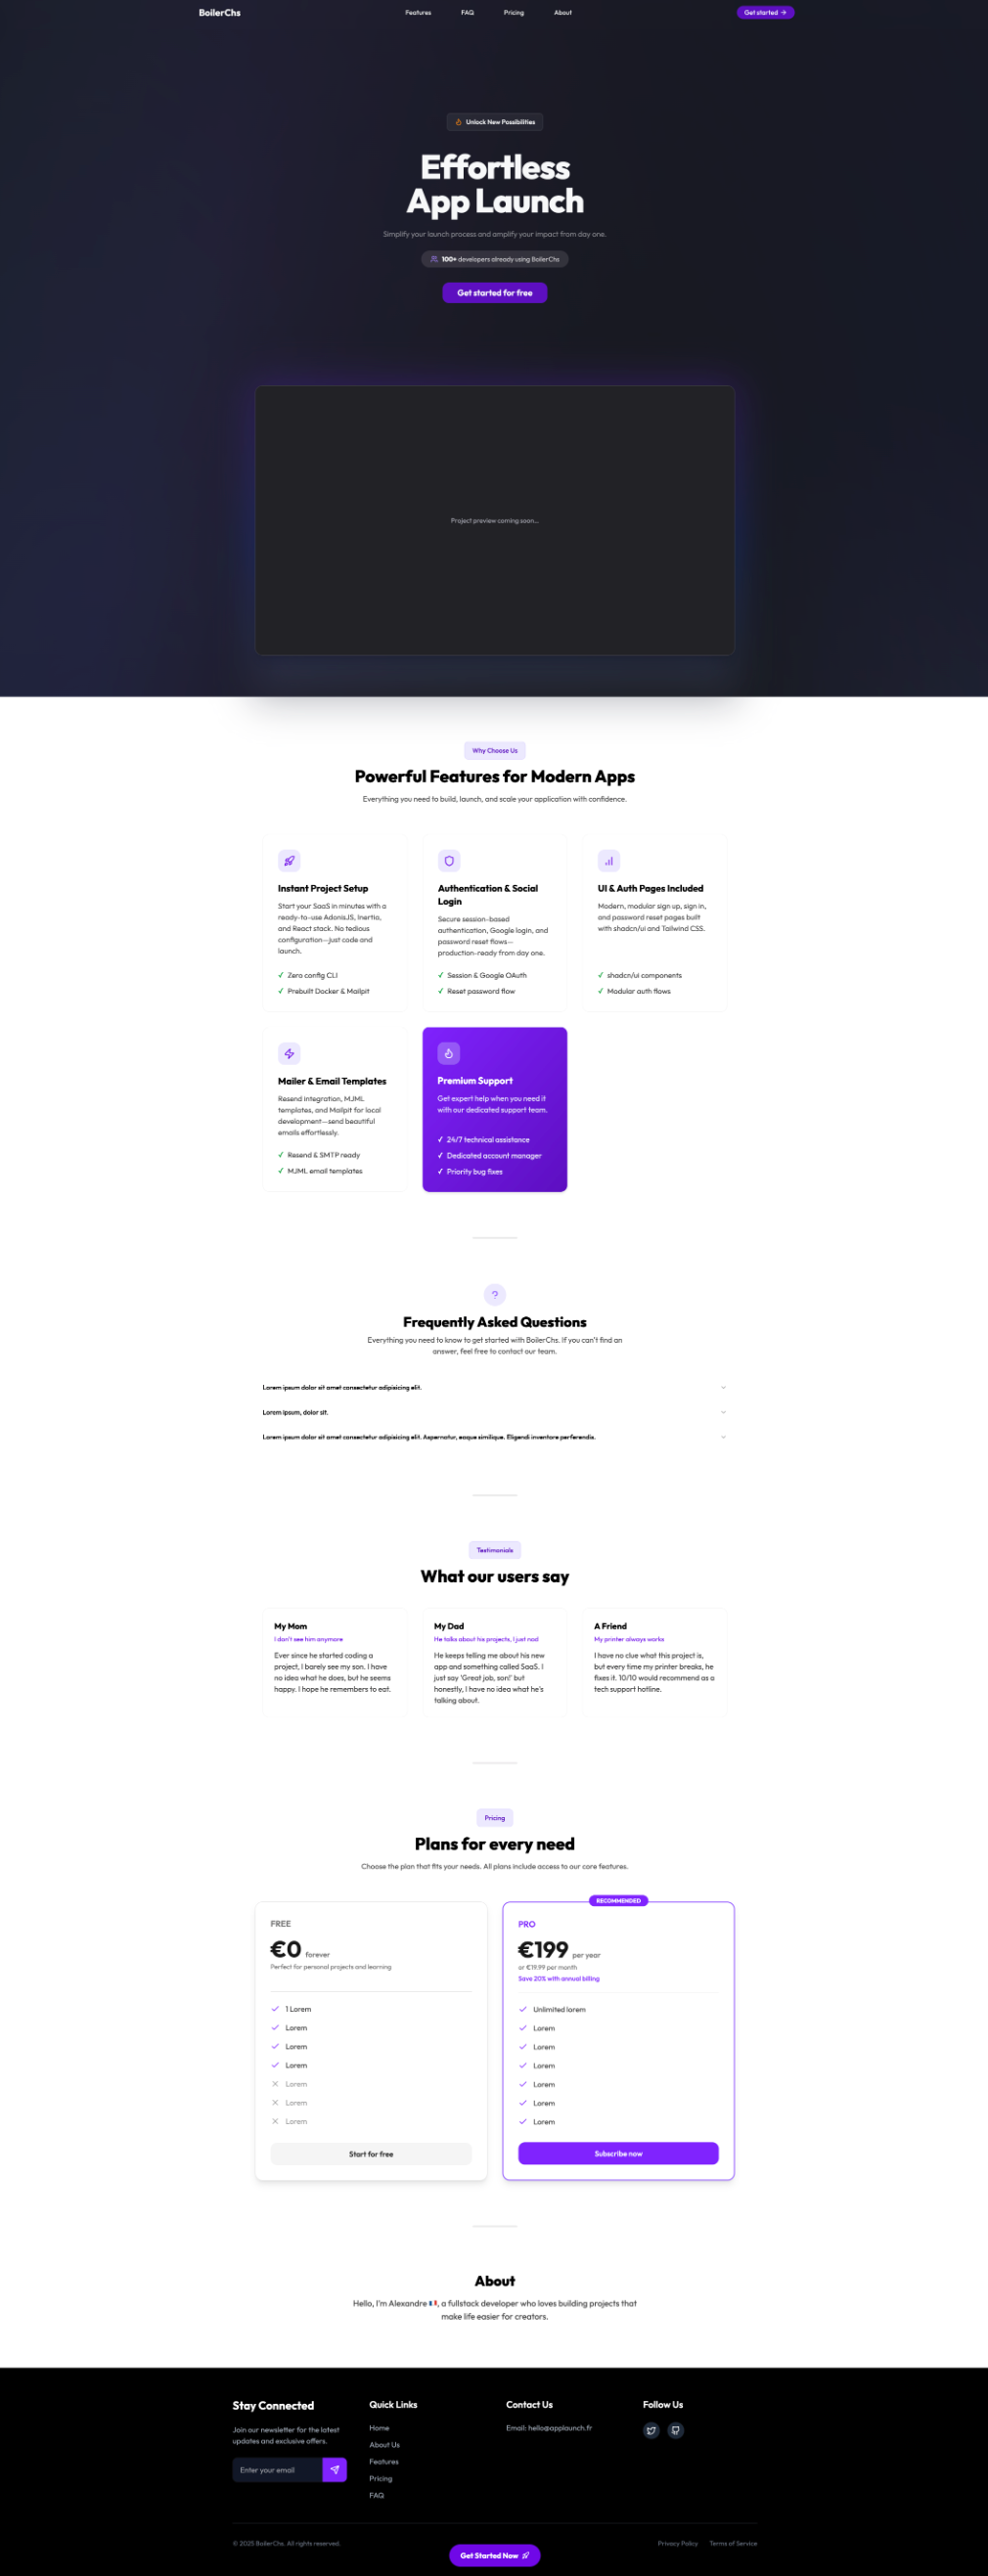 BoilerChs
Features
FAQ
Pricing
About
Get started →
Unlock New Possibilities
Effortless
App Launch
Simplify your launch process and amplify your impact from day one.
100+ developers already using BoilerChs
Get started for free
Project preview coming soon...
Why Choose Us
Powerful Features for Modern Apps
Everything you need to build, launch, and scale your application with confidence.
Instant Project Setup
Start your SaaS in minutes with a
ready-to-use AdonisJS, Inertia,
and React stack. No tedious
configuration—just code and
launch.
✓ Zero config CLI
✓ Prebuilt Docker & Mailpit
Authentication & Social
Login
Secure session-based
authentication, Google login, and
password reset flows—
production-ready from day one.
✓ Session & Google OAuth
✓ Reset password flow
UI & Auth Pages Included
Modern, modular sign up, sign in,
and password reset pages built
with shadcn/ui and Tailwind CSS.
✓ shadcn/ui components
✓ Modular auth flows
Mailer & Email Templates
Resend integration, MJML
templates, and Mailpit for local
development—send beautiful
emails effortlessly.
✓ Resend & SMTP ready
✓ MJML email templates
Premium Support
Get expert help when you need it
with our dedicated support team.
✓ 24/7 technical assistance
✓ Dedicated account manager
✓ Priority bug fixes
?
Frequently Asked Questions
Everything you need to know to get started with BoilerChs. If you can't find an
answer, feel free to contact our team.
Lorem ipsum dolor sit amet consectetur adipisicing elit.
Lorem ipsum, dolor sit.
Lorem ipsum dolor sit amet consectetur adipisicing elit. Aspernatur, eaque similique. Eligendi inventore perferendis.
Testimonials
What our users say
My Mom
I don't see him anymore
Ever since he started coding a
project, I barely see my son. I have
no idea what he does, but he seems
happy. I hope he remembers to eat.
My Dad
He talks about his projects, I just nod
He keeps telling me about his new
app and something called SaaS. I
just say 'Great job, son!' but
honestly, I have no idea what he's
talking about.
A Friend
My printer always works
I have no clue what this project is,
but every time my printer breaks, he
fixes it. 10/10 would recommend as a
tech support hotline.
Pricing
Plans for every need
Choose the plan that fits your needs. All plans include access to our core features.
FREE
€0 forever
Perfect for personal projects and learning
1 Lorem
Lorem
Lorem
Lorem
Lorem
Lorem
Lorem
Start for free
RECOMMENDED
PRO
€199 per year
or €19.99 per month
Save 20% with annual billing
Unlimited lorem
Lorem
Lorem
Lorem
Lorem
Lorem
Lorem
Subscribe now
About
Hello, I'm Alexandre 🇫🇷, a fullstack developer who loves building projects that
make life easier for creators.
Stay Connected
Join our newsletter for the latest
updates and exclusive offers.
Enter your email
Quick Links
Home
About Us
Features
Pricing
FAQ
Contact Us
Email: hello@applaunch.fr
Follow Us
© 2025 BoilerChs. All rights reserved.
Privacy Policy
Terms of Service
Get Started Now